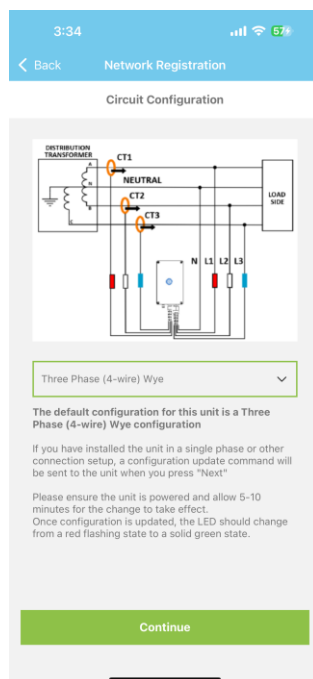 3:34
57
Back
Network Registration
Circuit Configuration
DISTRIBUTION
TRANSFORMER
CT1
A
NEUTRAL
N
CT2
B
CT3
C
LOAD
SIDE
N L1 L2 L3
Three Phase (4-wire) Wye
The default configuration for this unit is a Three
Phase (4-wire) Wye configuration
If you have installed the unit in a single phase or other
connection setup, a configuration update command will
be sent to the unit when you press "Next"
Please ensure the unit is powered and allow 5-10
minutes for the change to take effect.
Once configuration is updated, the LED should change
from a red flashing state to a solid green state.
Continue